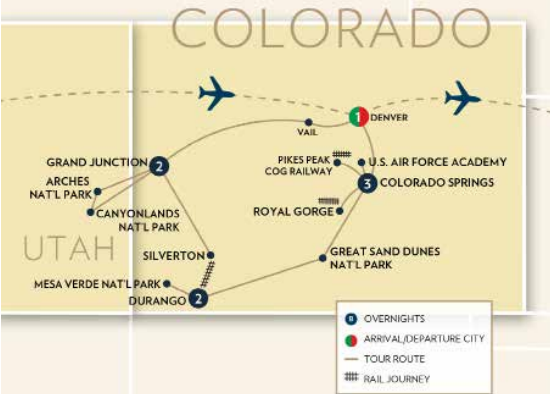 COLORADO
1 DENVER
VAIL
PIKES PEAK
COG RAILWAY
U.S. AIR FORCE ACADEMY
GRAND JUNCTION 2
3 COLORADO SPRINGS
ARCHES
NAT'L PARK
CANYONLANDS
NAT'L PARK
ROYAL GORGE
UTAH
SILVERTON
GREAT SAND DUNES
NAT'L PARK
MESA VERDE NAT'L PARK
DURANGO 2
OVERNIGHTS
ARRIVAL/DEPARTURE CITY
TOUR ROUTE
RAIL JOURNEY